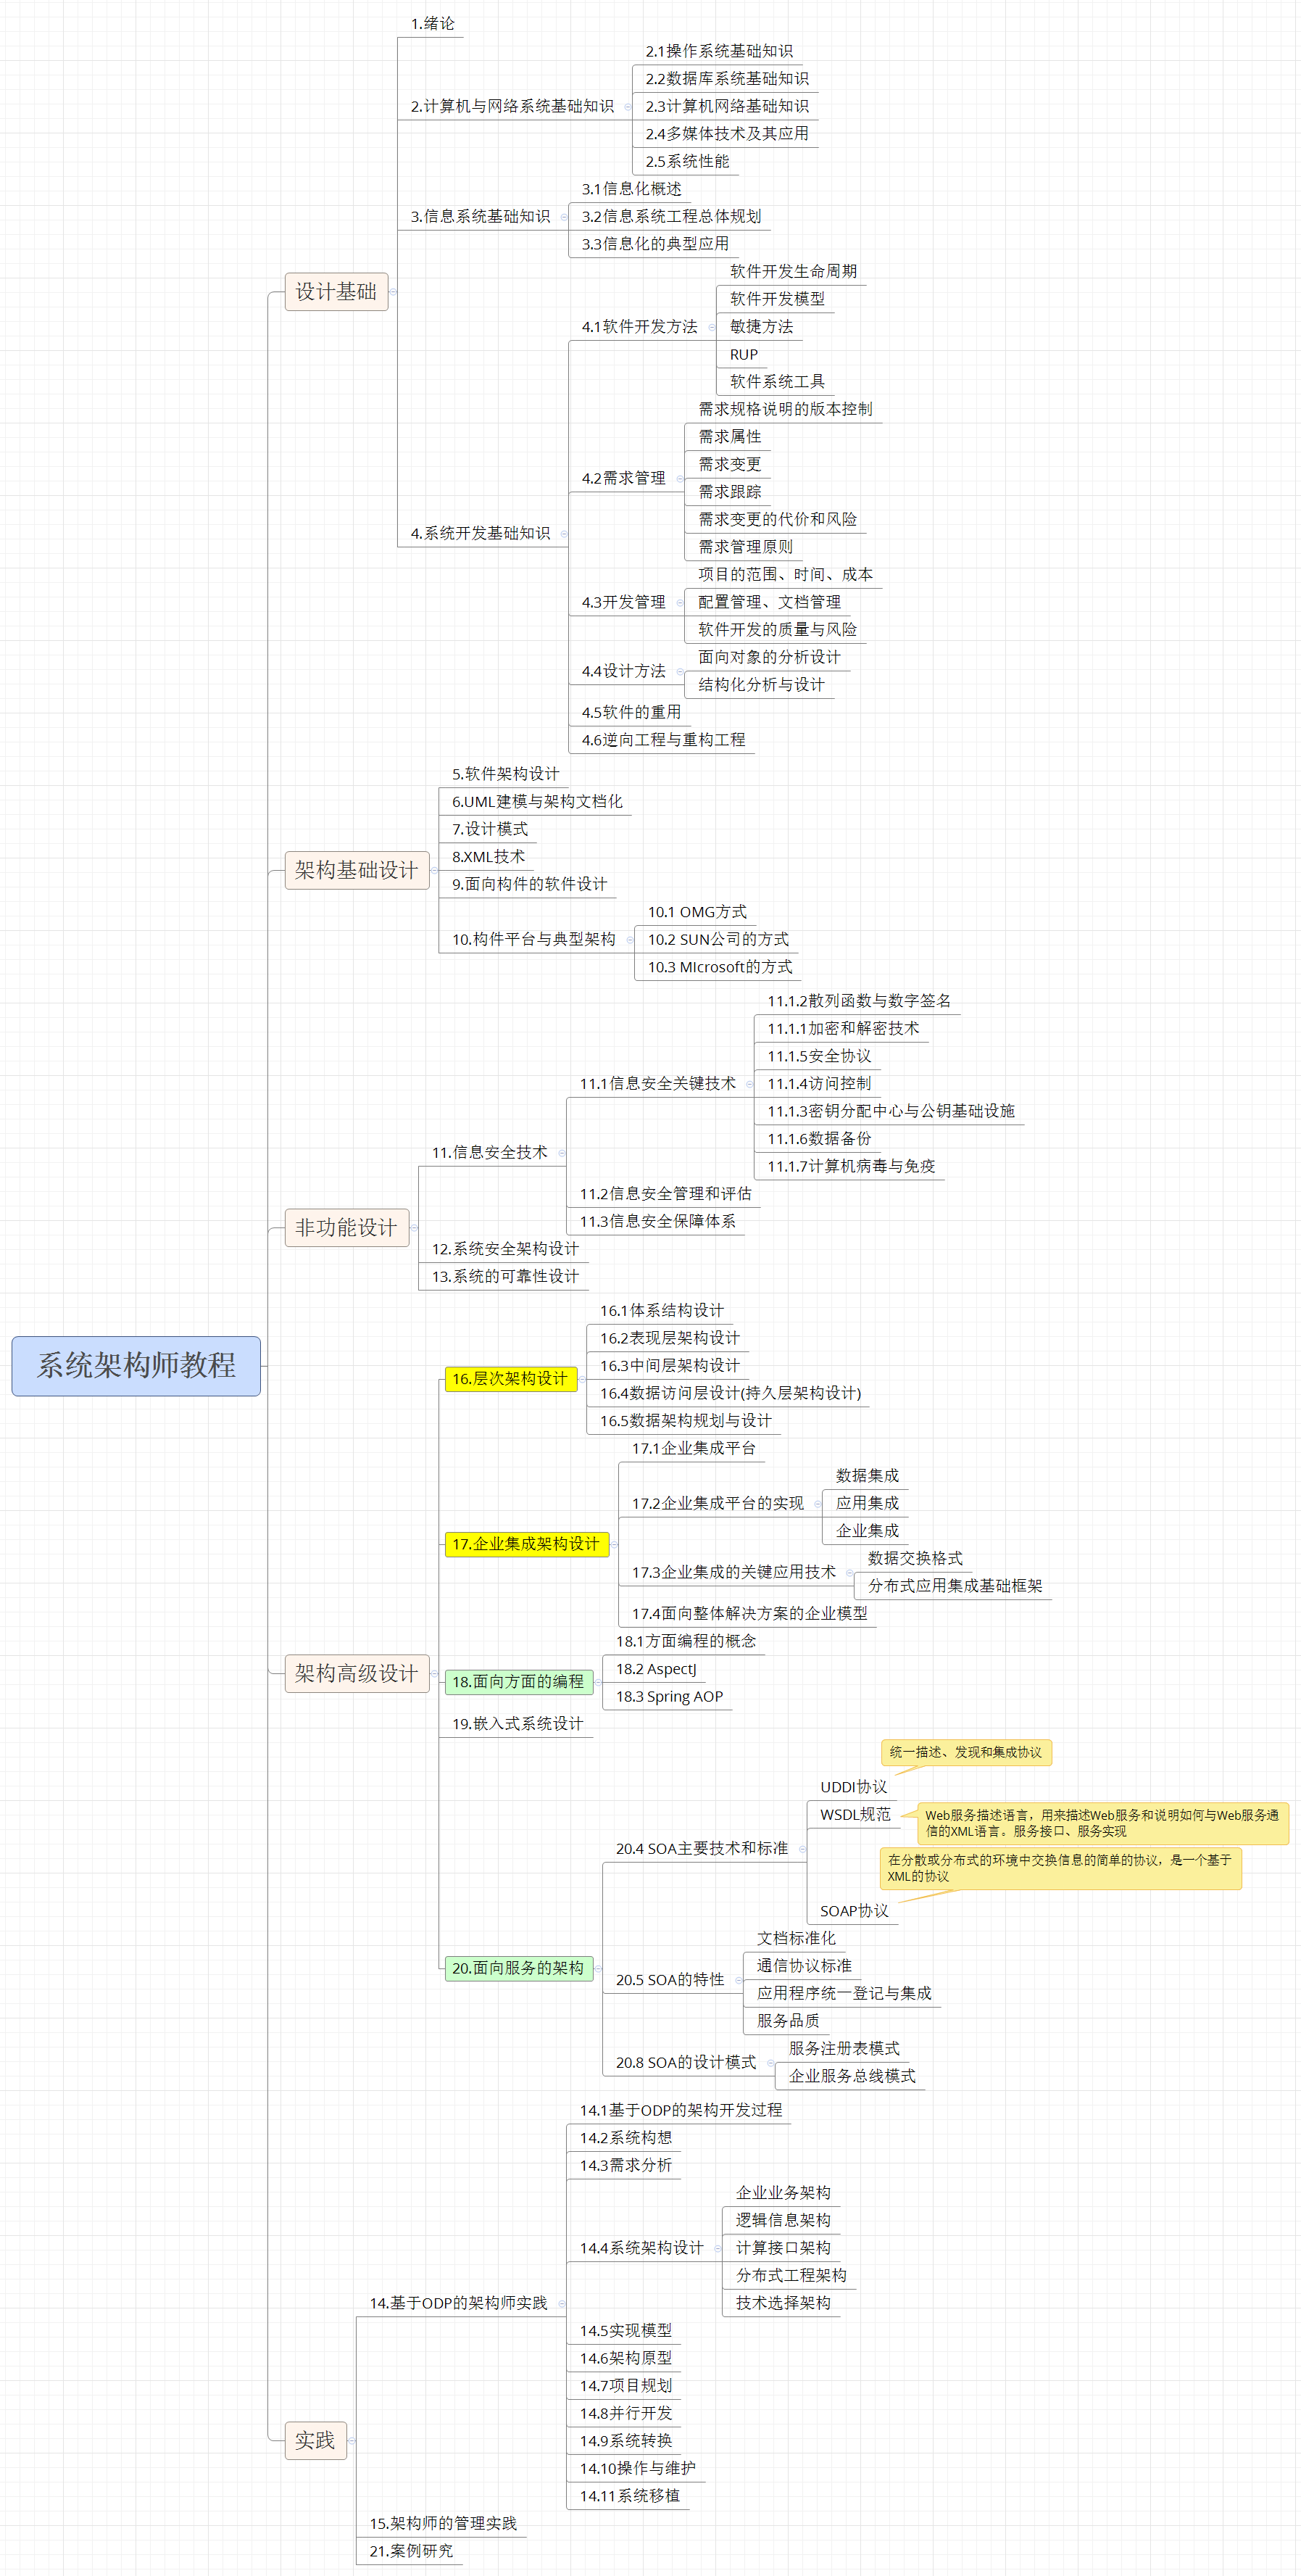 系统架构师教程
设计基础
1.绪论
2.计算机与网络系统基础知识
2.1操作系统基础知识
2.2数据库系统基础知识
2.3计算机网络基础知识
2.4多媒体技术及其应用
2.5系统性能
3.信息系统基础知识
3.1信息化概述
3.2信息系统工程总体规划
3.3信息化的典型应用
4.系统开发基础知识
4.1软件开发方法
软件开发生命周期
软件开发模型
敏捷方法
RUP
软件系统工具
4.2需求管理
需求规格说明的版本控制
需求属性
需求变更
需求跟踪
需求变更的代价和风险
需求管理原则
4.3开发管理
项目的范围、时间、成本
配置管理、文档管理
软件开发的质量与风险
4.4设计方法
面向对象的分析设计
结构化分析与设计
4.5软件的重用
4.6逆向工程与重构工程
架构基础设计
5.软件架构设计
6.UML建模与架构文档化
7.设计模式
8.XML技术
9.面向构件的软件设计
10.构件平台与典型架构
10.1 OMG方式
10.2 SUN公司的方式
10.3 MIcrosoft的方式
非功能设计
11.信息安全技术
11.1信息安全关键技术
11.1.2散列函数与数字签名
11.1.1加密和解密技术
11.1.5安全协议
11.1.4访问控制
11.1.3密钥分配中心与公钥基础设施
11.1.6数据备份
11.1.7计算机病毒与免疫
11.2信息安全管理和评估
11.3信息安全保障体系
12.系统安全架构设计
13.系统的可靠性设计
架构高级设计
16.层次架构设计
16.1体系结构设计
16.2表现层架构设计
16.3中间层架构设计
16.4数据访问层设计(持久层架构设计)
16.5数据架构规划与设计
17.企业集成架构设计
17.1企业集成平台
17.2企业集成平台的实现
数据集成
应用集成
企业集成
17.3企业集成的关键应用技术
数据交换格式
分布式应用集成基础框架
17.4面向整体解决方案的企业模型
18.面向方面的编程
18.1方面编程的概念
18.2 AspectJ
18.3 Spring AOP
19.嵌入式系统设计
20.面向服务的架构
20.4 SOA主要技术和标准
统一描述、发现和集成协议
UDDI协议
WSDL规范
Web服务描述语言，用来描述Web服务和说明如何与Web服务通
信的XML语言。服务接口、服务实现
在分散或分布式的环境中交换信息的简单的协议，是一个基于
XML的协议
SOAP协议
20.5 SOA的特性
文档标准化
通信协议标准
应用程序统一登记与集成
服务品质
20.8 SOA的设计模式
服务注册表模式
企业服务总线模式
实践
14.基于ODP的架构师实践
14.1基于ODP的架构开发过程
14.2系统构想
14.3需求分析
14.4系统架构设计
企业业务架构
逻辑信息架构
计算接口架构
分布式工程架构
技术选择架构
14.5实现模型
14.6架构原型
14.7项目规划
14.8并行开发
14.9系统转换
14.10操作与维护
14.11系统移植
15.架构师的管理实践
21.案例研究